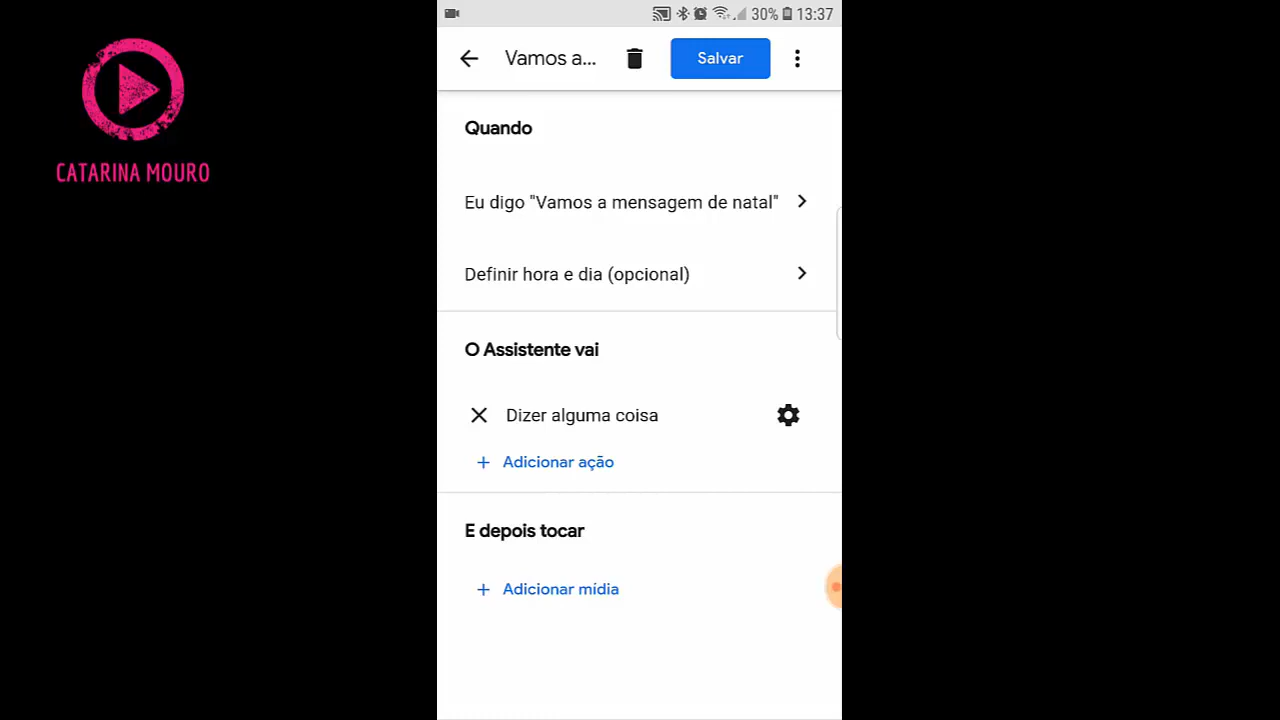 CATARINA MOURO
30% 13:37
Vamos a...
Salvar
Quando
Eu digo "Vamos a mensagem de natal"
Definir hora e dia (opcional)
O Assistente vai
Dizer alguma coisa
+ Adicionar ação
E depois tocar
+ Adicionar mídia